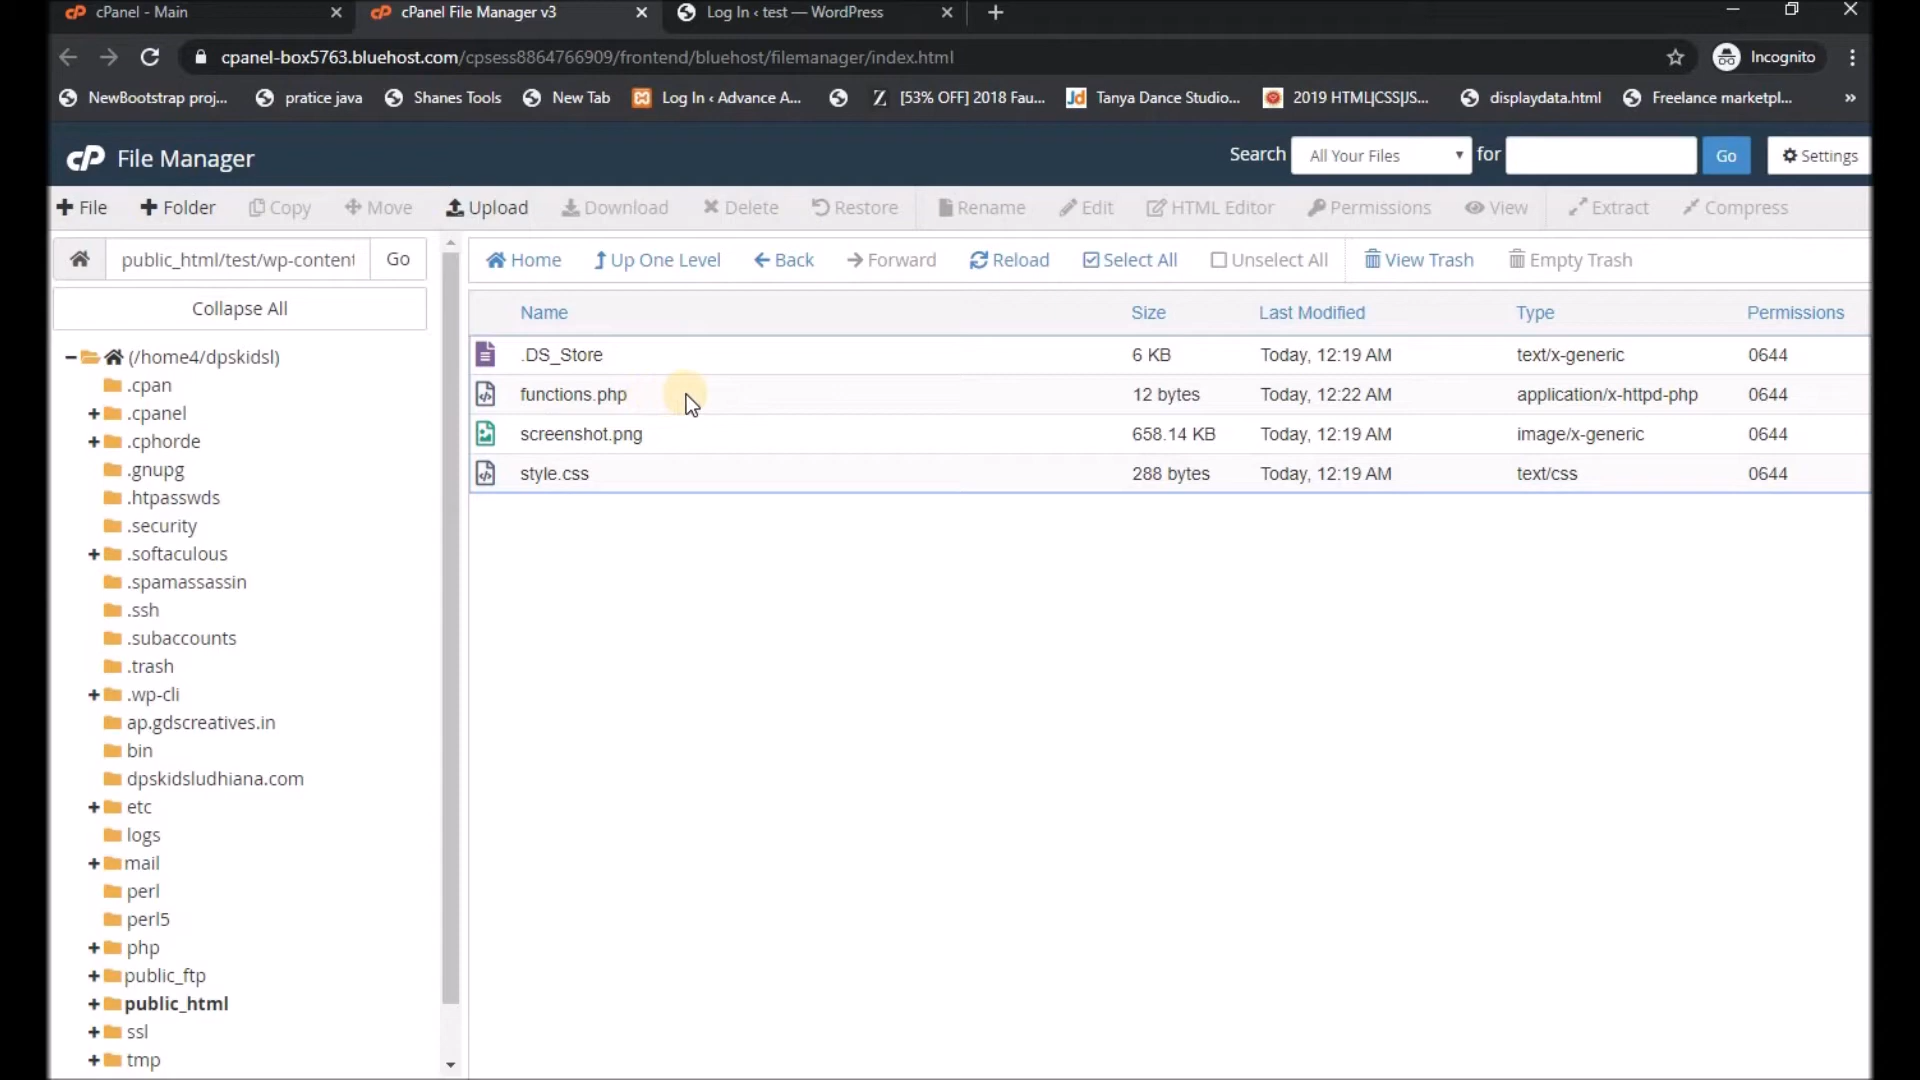 cPanel - Main
cPanel File Manager v3
Log In ‹ test — WordPress
cpanel-box5763.bluehost.com/cpsess8864766909/frontend/bluehost/filemanager/index.html
Incognito
NewBootstrap proj...
pratice java
Shanes Tools
New Tab
Log In ‹ Advance A...
[53% OFF] 2018 Fau...
Tanya Dance Studio...
2019 HTML|CSS|JS...
displaydata.html
Freelance marketpl...
»
cP File Manager
Search All Your Files for Go Settings
File Folder Copy Move Upload Download Delete Restore Rename Edit HTML Editor Permissions View Extract Compress
public_html/test/wp-content Go
Home Up One Level Back Forward Reload Select All Unselect All View Trash Empty Trash
Collapse All
(/home4/dpskidsl)
.cpan
.cpanel
.cphorde
.gnupg
.htpasswds
.security
.softaculous
.spamassassin
.ssh
.subaccounts
.trash
.wp-cli
ap.gdscreatives.in
bin
dpskidsludhiana.com
etc
logs
mail
perl
perl5
php
public_ftp
public_html
ssl
tmp
Name Size Last Modified Type Permissions
.DS_Store 6 KB Today, 12:19 AM text/x-generic 0644
functions.php 12 bytes Today, 12:22 AM application/x-httpd-php 0644
screenshot.png 658.14 KB Today, 12:19 AM image/x-generic 0644
style.css 288 bytes Today, 12:19 AM text/css 0644